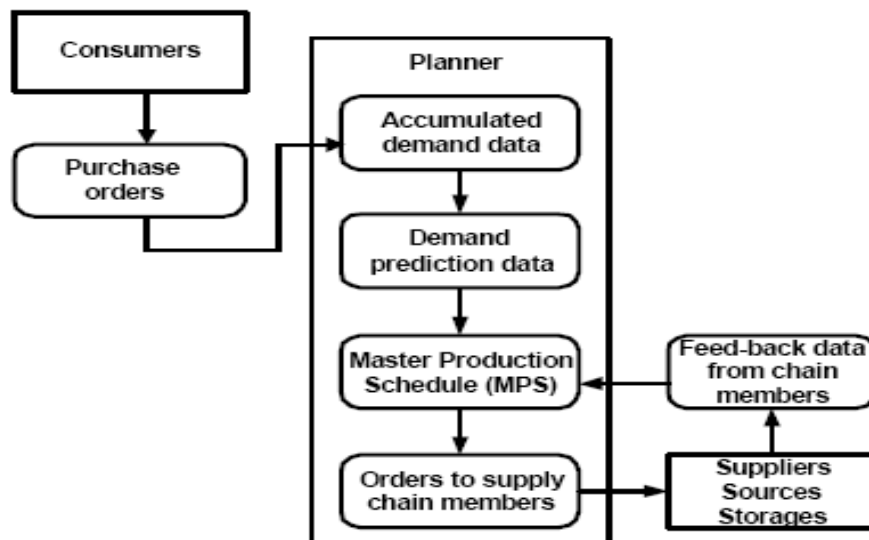 Consumers
Purchase
orders
Planner
Accumulated
demand data
Demand
prediction data
Master Production
Schedule (MPS)
Orders to supply
chain members
Feed-back data
from chain
members
Suppliers
Sources
Storages